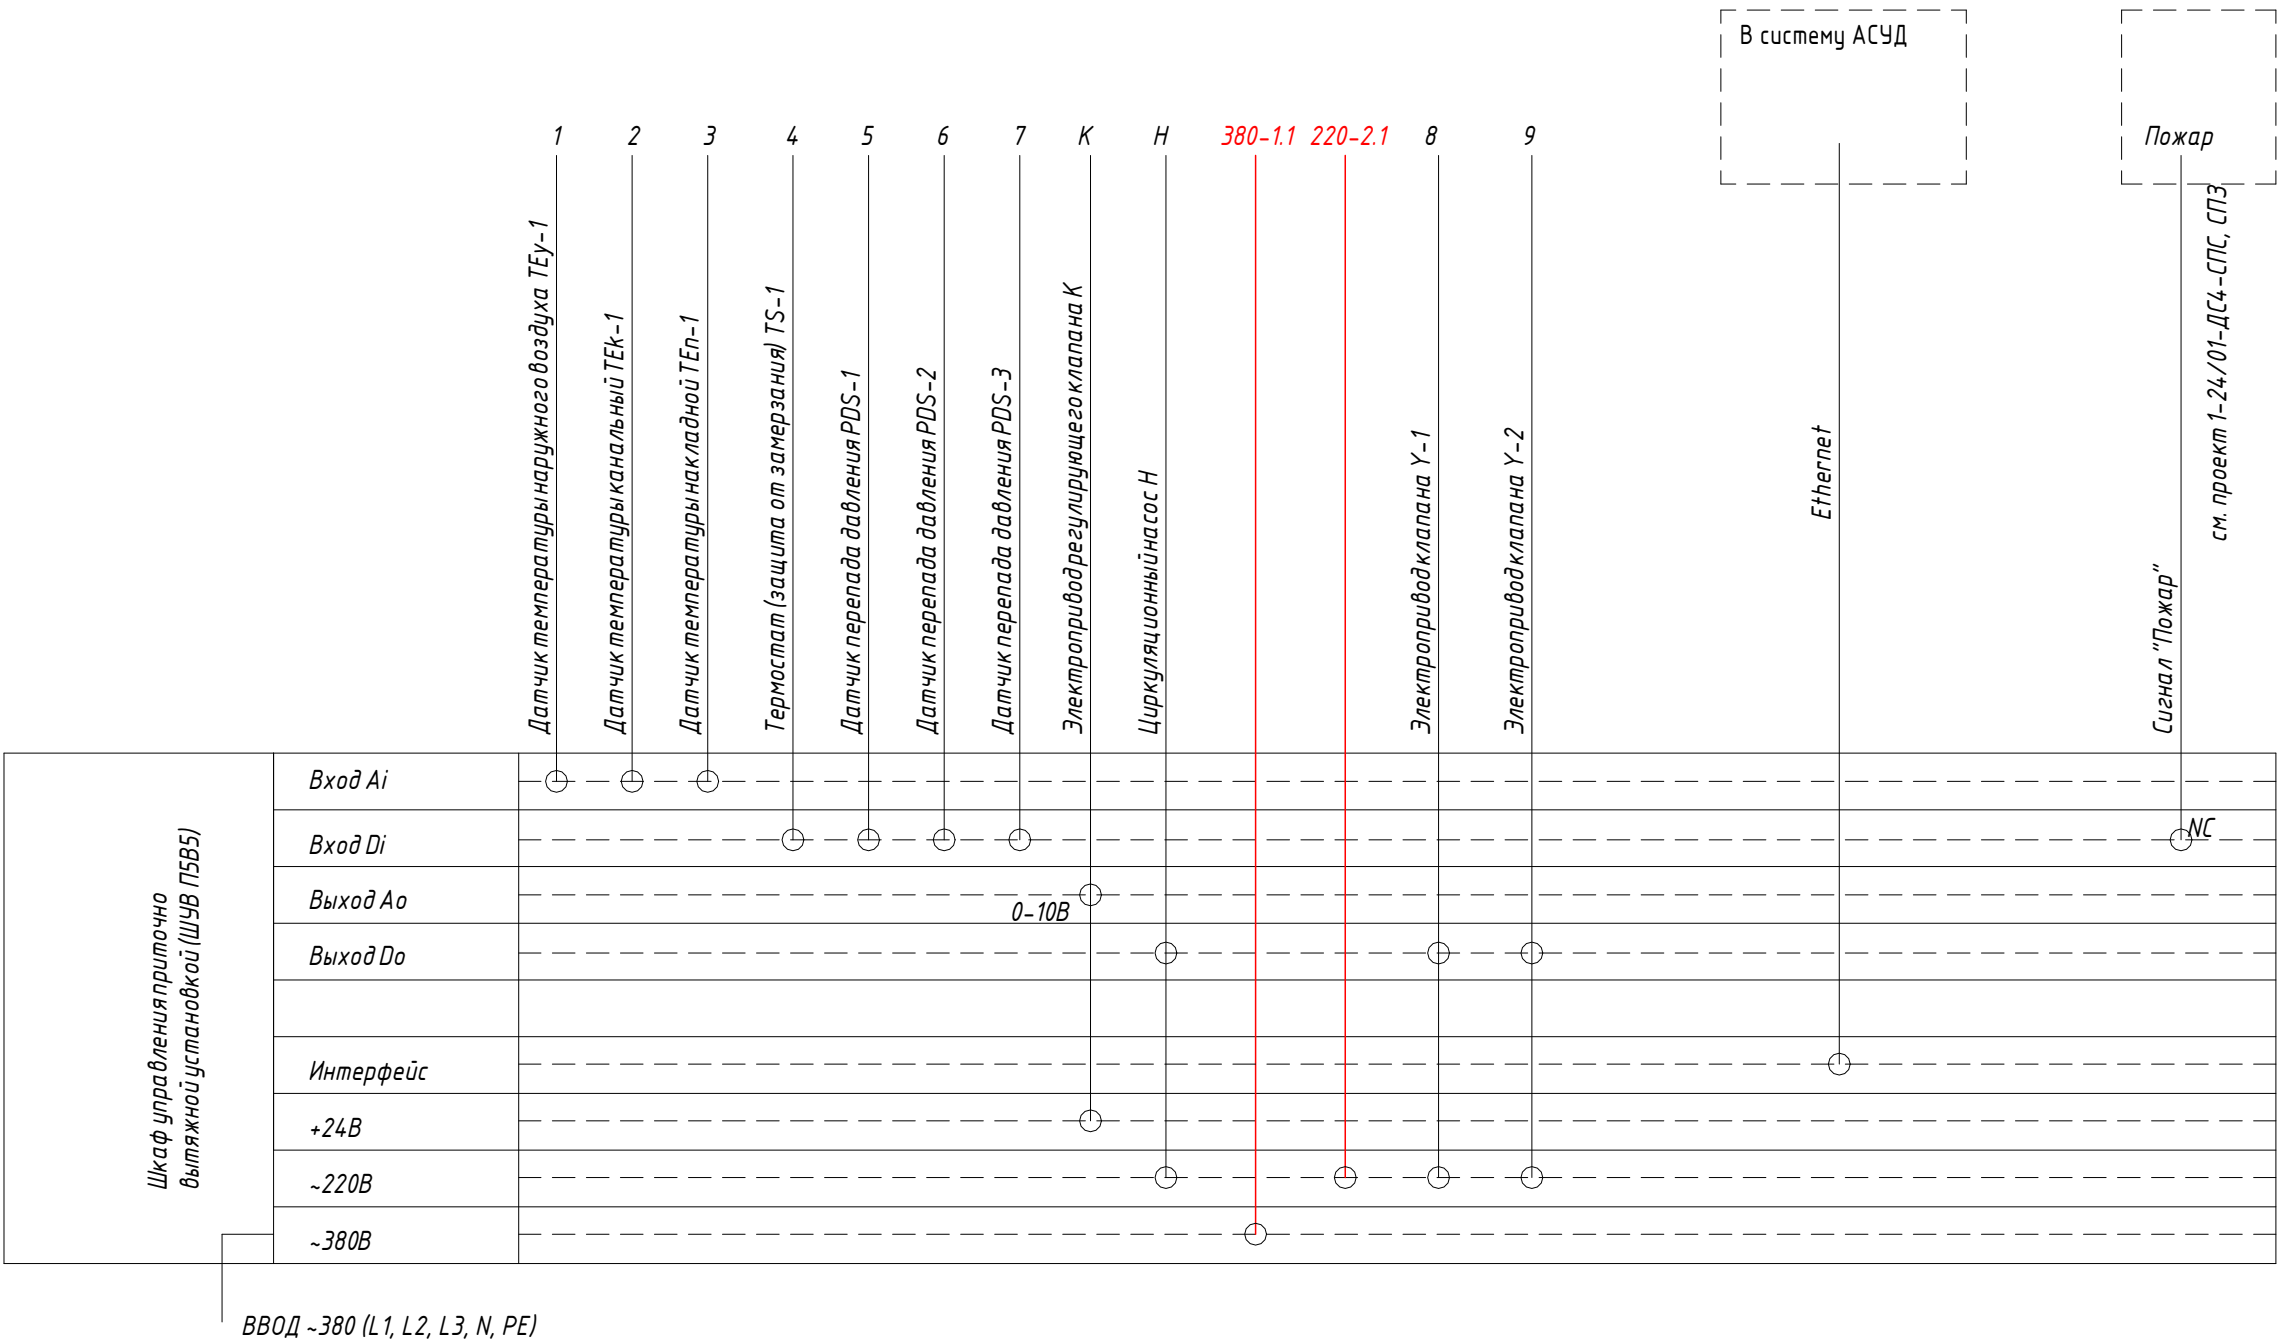 В систему АСУД
1 2 3 4 5 6 7 К Н 380-1.1 220-2.1 8 9 Пожар
Датчик температуры наружного воздуха ТЕу-1
Датчик температуры канальный ТЕк-1
Датчик температуры накладной ТЕп-1
Термостат (защита от замерзания) TS-1
Датчик перепада давления PDS-1
Датчик перепада давления PDS-2
Датчик перепада давления PDS-3
Электропривод регулирующего клапана К
Циркуляционный насос Н
Электропривод клапана Y-1
Электропривод клапана Y-2
Ethernet
Сигнал "Пожар"
см. проект 1-24/01-ДС4-СПС, СПЗ
Шкаф управления приточно
вытяжной установкой (ШУВ П5В5)
Вход Ai
Вход Di
NC
Выход Ao
0-10В
Выход Do
Интерфейс
+24В
~220В
~380В
ВВОД ~380 (L1, L2, L3, N, PE)